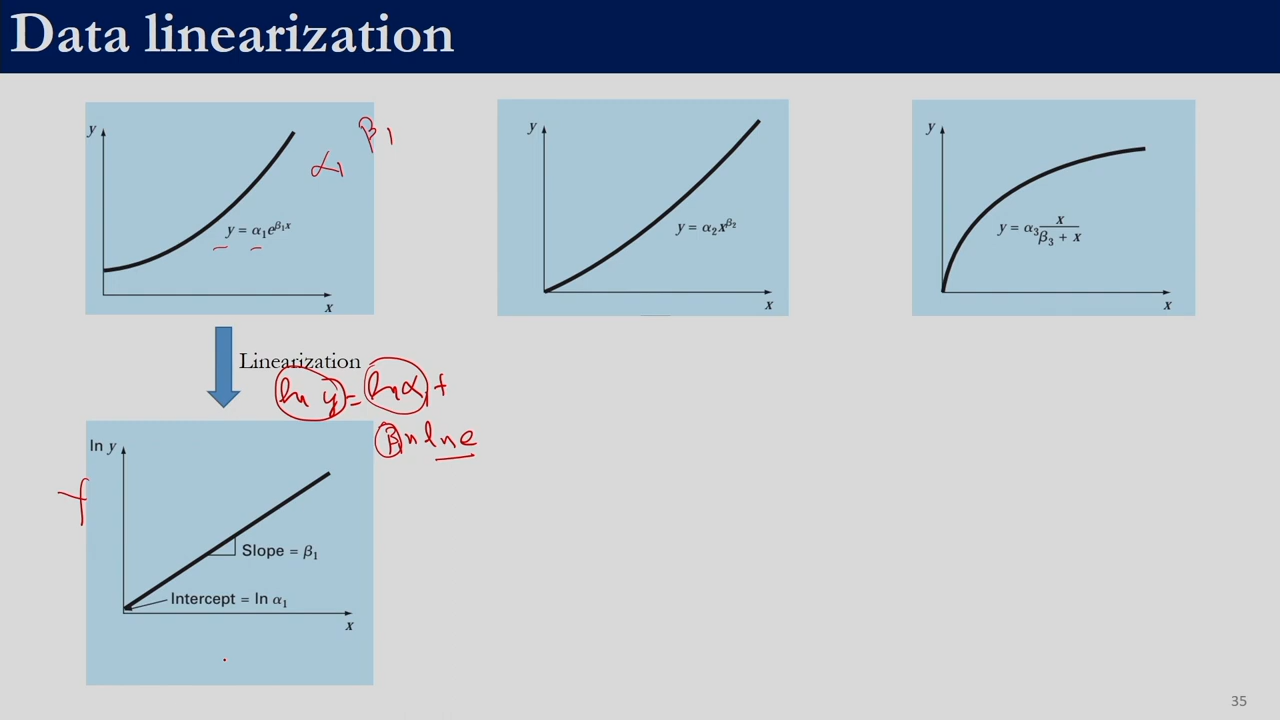 Data linearization
y
β1
α1
y = α₁e^β₁x
x
y
y = α₂x^β₂
x
y
y = α₃ x / β₃ + x
x
Linearization
ln y = ln α₁ +
β₁x ln e
ln y
Y
Slope = β₁
Intercept = ln α₁
x
35